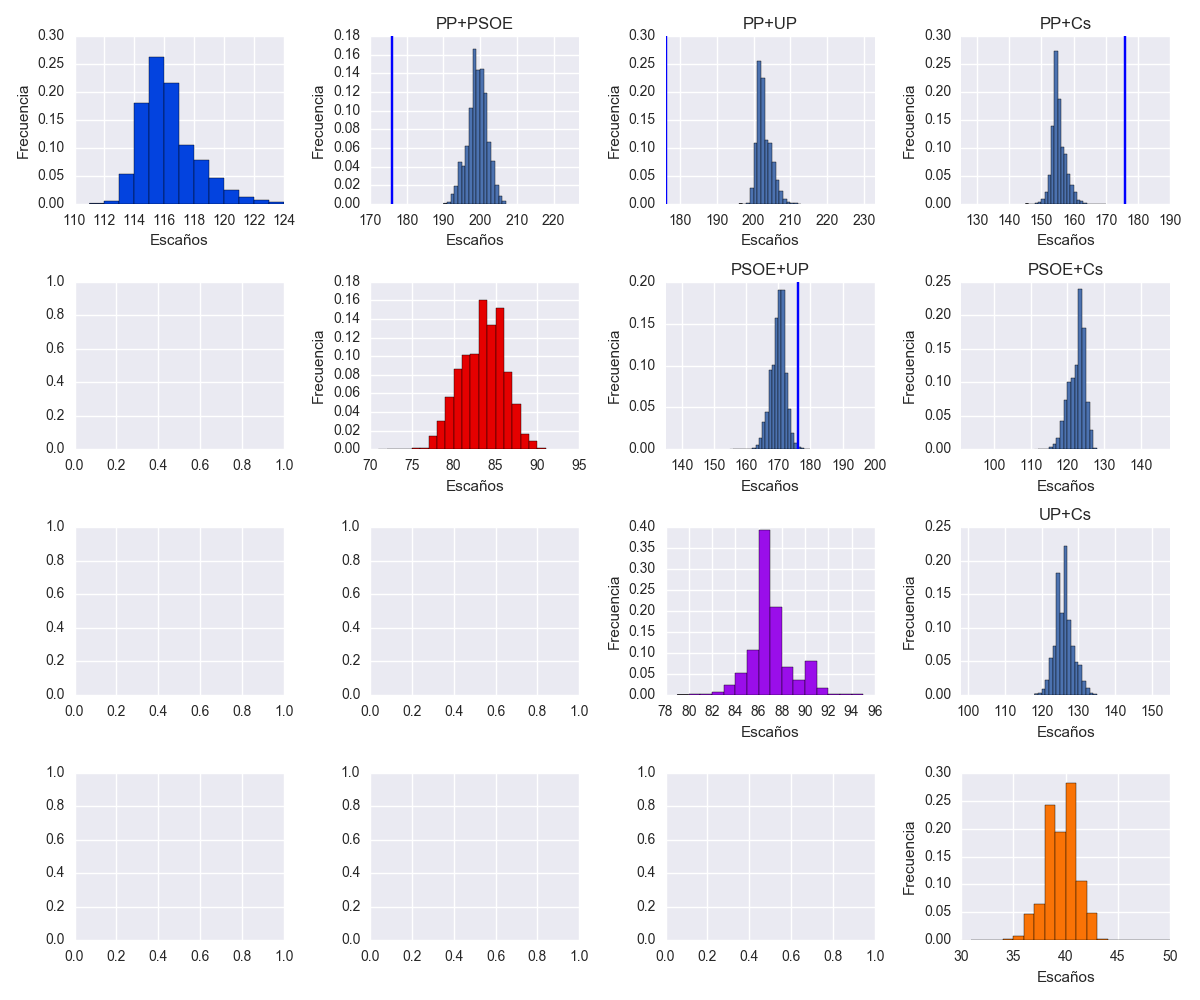 PP+PSOE PP+UP PP+Cs
0.30 0.25 0.20 0.15 0.10 0.05 0.00
Frecuencia
110 112 114 116 118 120 122 124
Escaños
0.18 0.16 0.14 0.12 0.10 0.08 0.06 0.04 0.02 0.00
Frecuencia
170 190 200 210 220
Escaños
0.30 0.25 0.20 0.15 0.10 0.05 0.00
Frecuencia
180 190 200 210 220 230
Escaños
0.30 0.25 0.20 0.15 0.10 0.05 0.00
Frecuencia
130 140 150 160 170 180 190
Escaños
PSOE+UP PSOE+Cs
1.0 0.8 0.6 0.4 0.2 0.0
0.0 0.2 0.4 0.6 0.8 1.0
0.18 0.16 0.14 0.12 0.10 0.08 0.06 0.04 0.02 0.00
Frecuencia
70 75 80 85 90 95
Escaños
0.20 0.15 0.10 0.05 0.00
Frecuencia
140 150 160 170 180 190 200
Escaños
0.25 0.20 0.15 0.10 0.05 0.00
Frecuencia
100 110 120 130 140
Escaños
UP+Cs
1.0 0.8 0.6 0.4 0.2 0.0
0.0 0.2 0.4 0.6 0.8 1.0
1.0 0.8 0.6 0.4 0.2 0.0
0.0 0.2 0.4 0.6 0.8 1.0
0.40 0.35 0.30 0.25 0.20 0.15 0.10 0.05 0.00
Frecuencia
78 80 82 84 86 88 90 92 94 96
Escaños
0.25 0.20 0.15 0.10 0.05 0.00
Frecuencia
100 110 120 130 140 150
Escaños
1.0 0.8 0.6 0.4 0.2 0.0
0.0 0.2 0.4 0.6 0.8 1.0
1.0 0.8 0.6 0.4 0.2 0.0
0.0 0.2 0.4 0.6 0.8 1.0
1.0 0.8 0.6 0.4 0.2 0.0
0.0 0.2 0.4 0.6 0.8 1.0
0.30 0.25 0.20 0.15 0.10 0.05 0.00
Frecuencia
30 35 40 45 50
Escaños